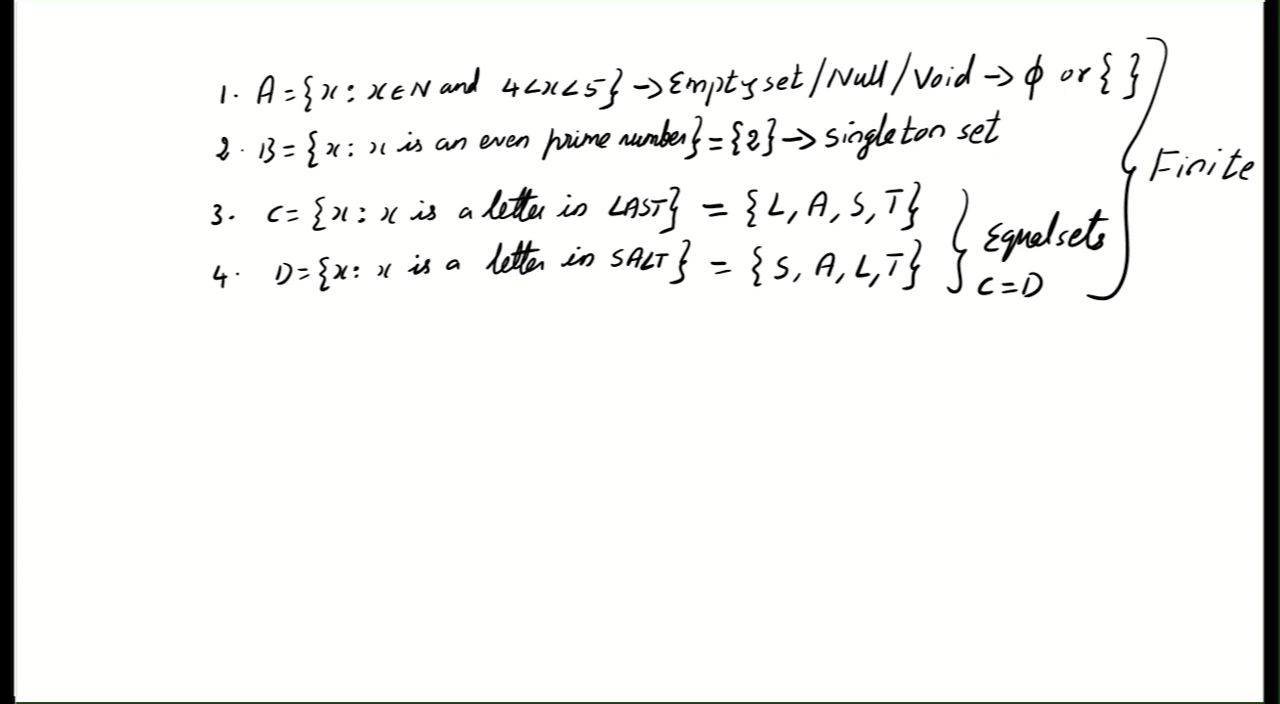 1. A={x: x∈N and 4<x<5} → Empty set/Null/Void → ϕ or { }
2. B={x: x is an even prime number}={2} → singleton set
Finite
3. C={x: x is a letter in LAST} = {L, A, S, T}
Equal sets
4. D={x: x is a letter in SALT} = {S, A, L, T}
C=D